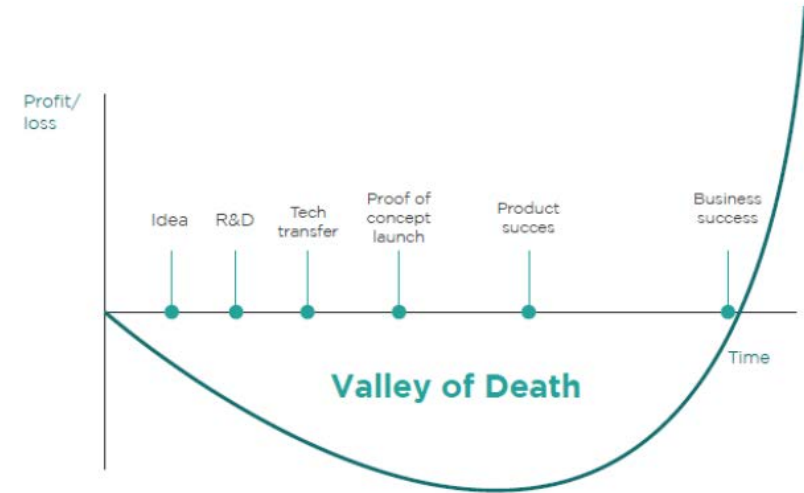 Profit/
loss
Idea
R&D
Tech
transfer
Proof of
concept
launch
Product
succes
Business
success
Time
Valley of Death